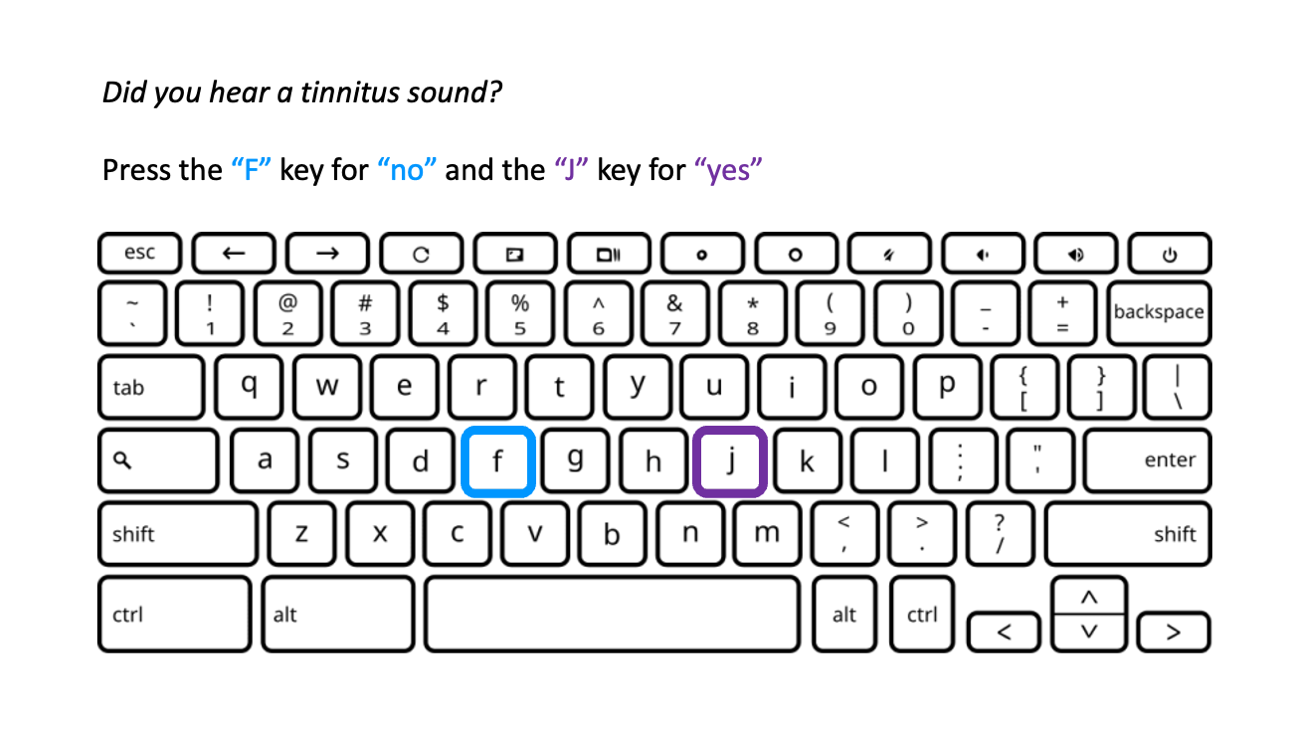 Did you hear a tinnitus sound?
Press the “F” key for “no” and the “J” key for “yes”
esc
~ ! @ # $ % ^ & * ( ) _ +
` 1 2 3 4 5 6 7 8 9 0 - = backspace
tab q w e r t y u i o p { } |
[ ] \
a s d f g h j k l : "
; ' enter
shift z x c v b n m < > ? shift
, . /
ctrl alt alt ctrl < ^ >
v